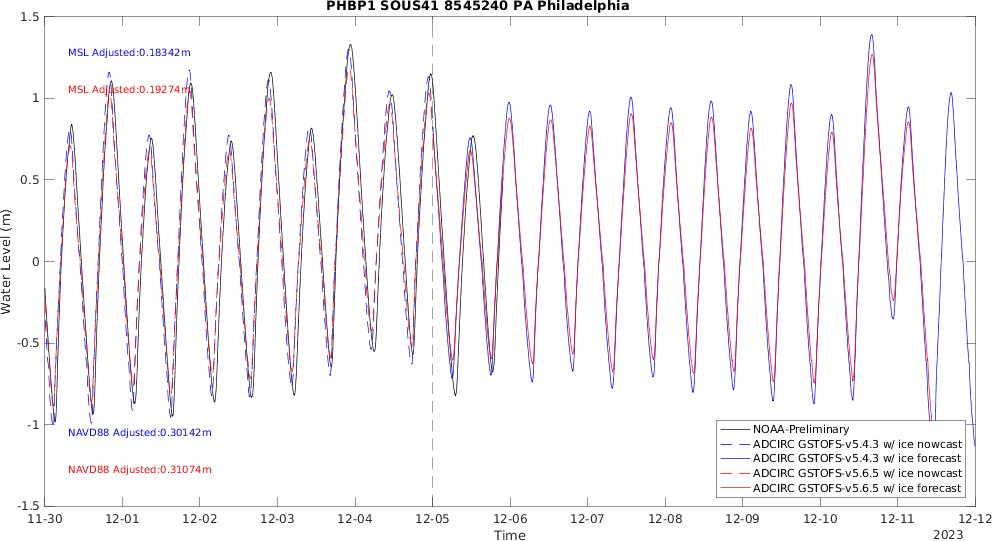 PHBP1 SOUS41 8545240 PA Philadelphia
1.5
MSL Adjusted:0.18342m
MSL Adjusted:0.19274m
1
0.5
Water Level (m)
0
-0.5
-1
NAVD88 Adjusted:0.30142m
NAVD88 Adjusted:0.31074m
-1.5
NOAA-Preliminary
ADCIRC GSTOFS-v5.4.3 w/ ice nowcast
ADCIRC GSTOFS-v5.4.3 w/ ice forecast
ADCIRC GSTOFS-v5.6.5 w/ ice nowcast
ADCIRC GSTOFS-v5.6.5 w/ ice forecast
11-30 12-01 12-02 12-03 12-04 12-05 12-06 12-07 12-08 12-09 12-10 12-11 12-12
Time
2023